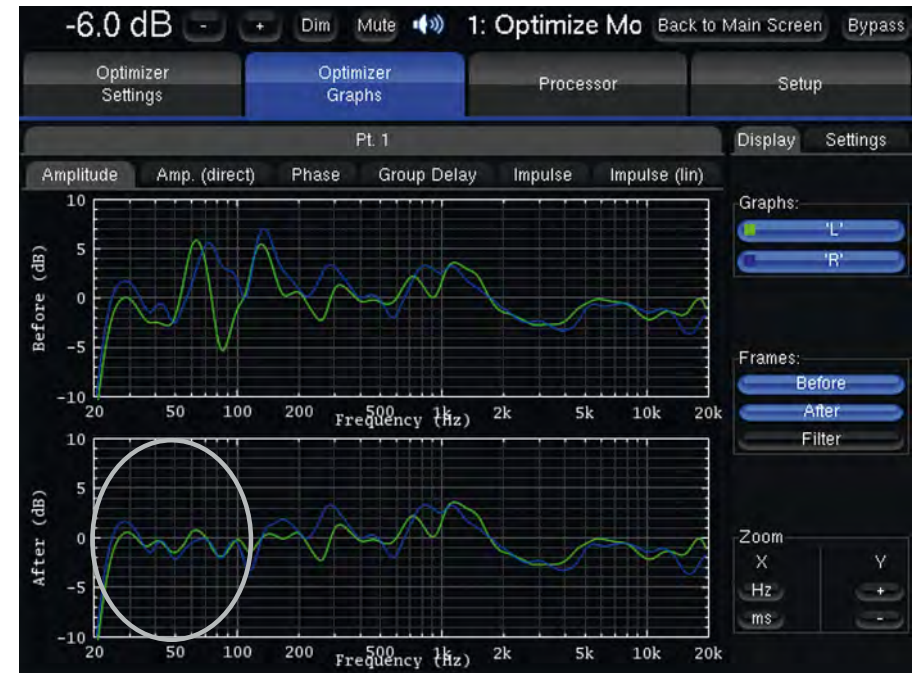 -6.0 dB - + Dim Mute 1: Optimize Mo Back to Main Screen Bypass
Optimizer Settings
Optimizer Graphs
Processor
Setup
Pt. 1
Display Settings
Amplitude Amp. (direct) Phase Group Delay Impulse Impulse (lin)
Before (dB)
10
5
0
-5
-10
20 50 100 200 500 1k 2k 5k 10k 20k
Frequency (Hz)
After (dB)
10
5
0
-5
-10
20 50 100 200 500 1k 2k 5k 10k 20k
Frequency (Hz)
Graphs:
'L'
'R'
Frames:
Before
After
Filter
Zoom
X Y
Hz +
ms -